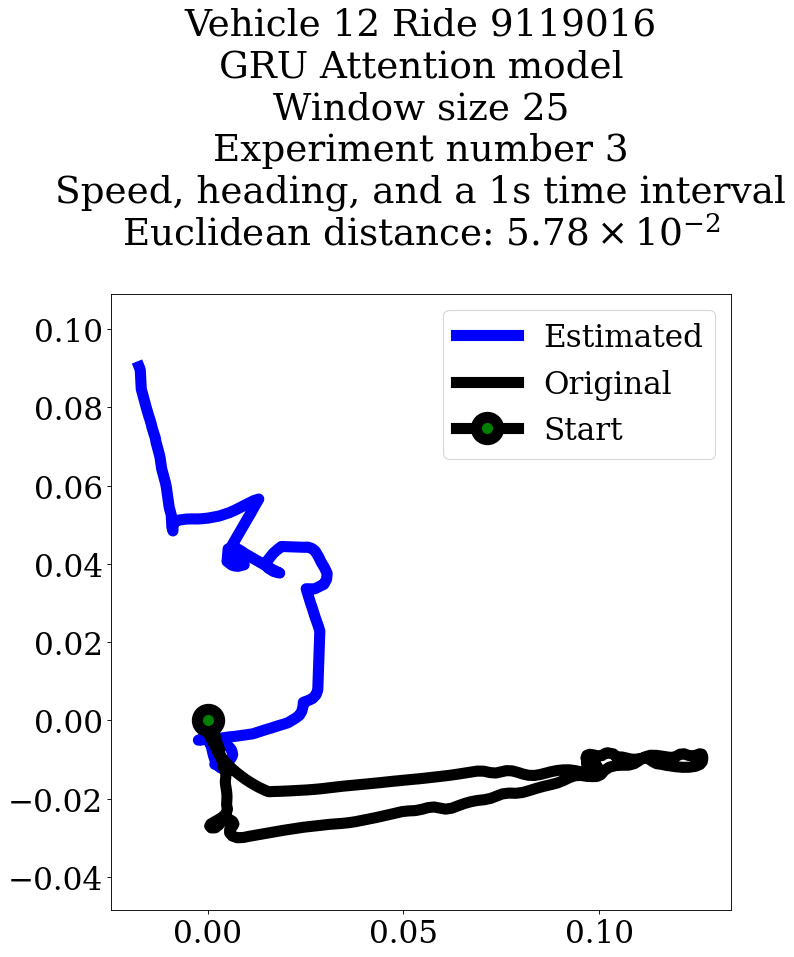 Vehicle 12 Ride 9119016
GRU Attention model
Window size 25
Experiment number 3
Speed, heading, and a 1s time interval
Euclidean distance: 5.78 × 10⁻²
Estimated
Original
Start
0.10
0.08
0.06
0.04
0.02
0.00
−0.02
−0.04
0.00 0.05 0.10